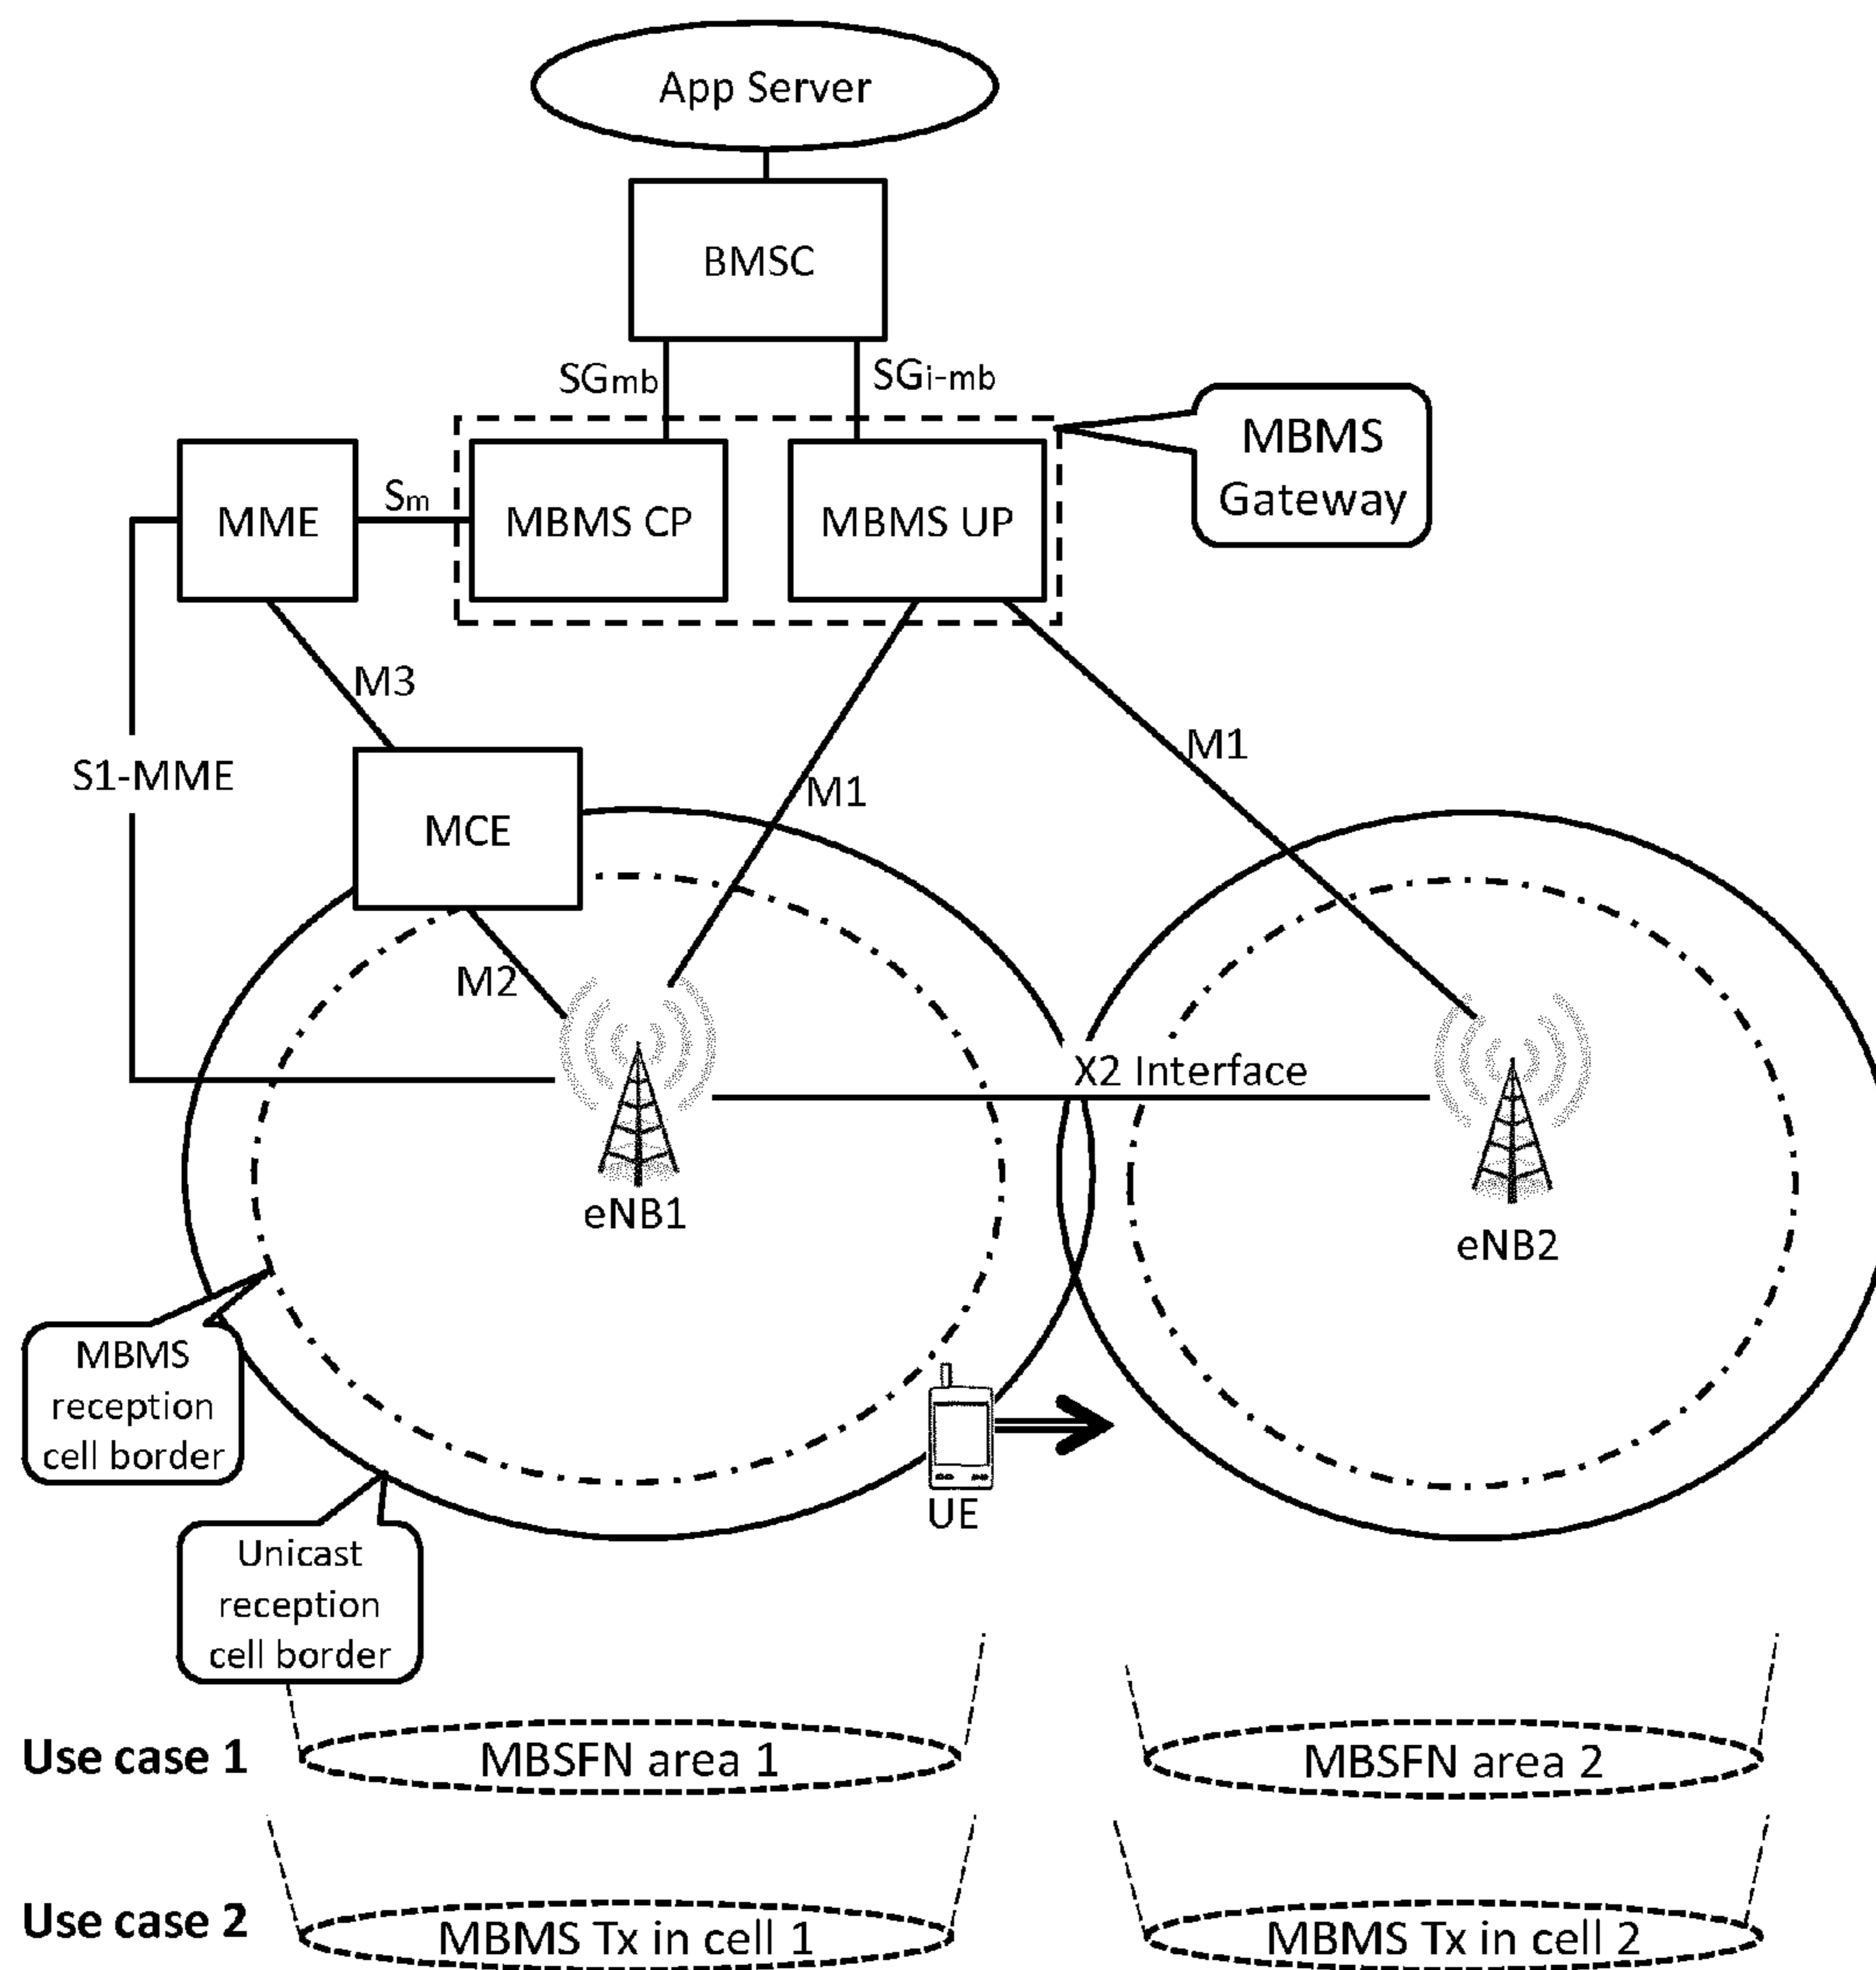 App Server
BMSC
SGmb
SGi-mb
MBMS
Gateway
MME
Sm
MBMS CP
MBMS UP
M3
S1-MME
M1
M1
MCE
M2
X2 Interface
eNB1
eNB2
MBMS
reception
cell border
UE
Unicast
reception
cell border
Use case 1
MBSFN area 1
MBSFN area 2
Use case 2
MBMS Tx in cell 1
MBMS Tx in cell 2